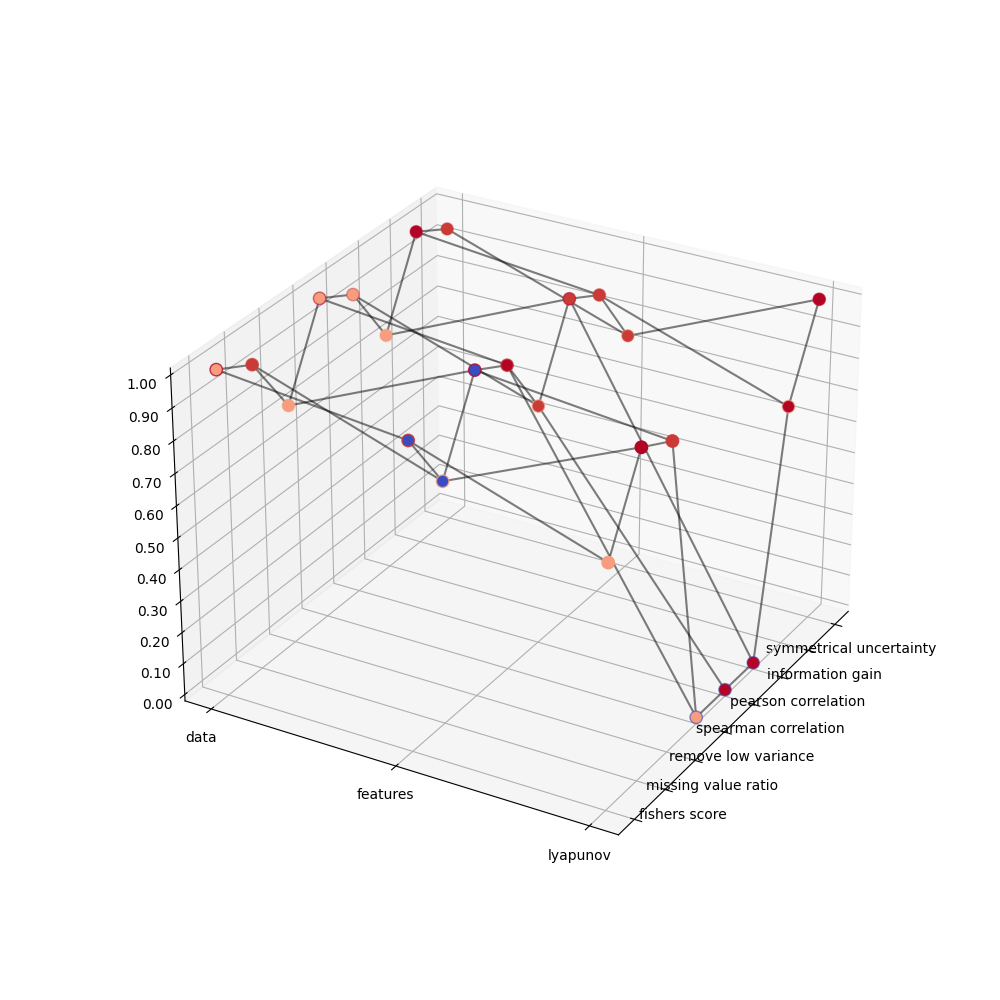 1.00
0.90
0.80
0.70
0.60
0.50
0.40
0.30
0.20
0.10
0.00
data
features
lyapunov
symmetrical uncertainty
information gain
pearson correlation
spearman correlation
remove low variance
missing value ratio
fishers score